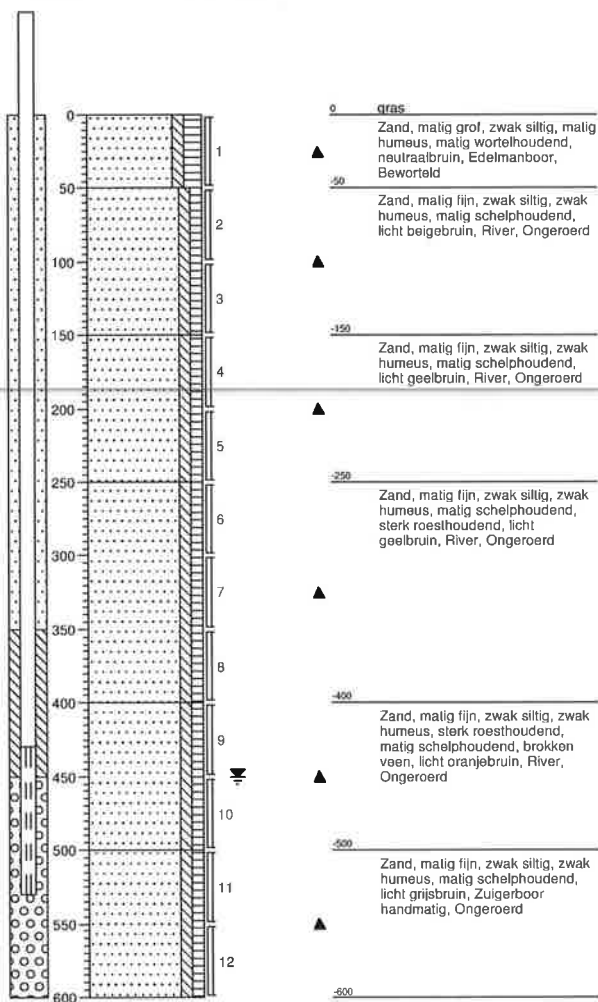 0
50
100
150
200
250
300
350
400
450
500
550
600
1
2
3
4
5
6
7
8
9
10
11
12
0 gras
Zand, matig grof, zwak siltig, matig
humeus, matig wortelhoudend,
neutraalbruin, Edelmanboor,
Beworteld
-50
Zand, matig fijn, zwak siltig, zwak
humeus, matig schelphoudend,
licht beigebruin, River, Ongeroerd
-150
Zand, matig fijn, zwak siltig, zwak
humeus, matig schelphoudend,
licht geelbruin, River, Ongeroerd
-250
Zand, matig fijn, zwak siltig, zwak
humeus, matig schelphoudend,
sterk roesthoudend, licht
geelbruin, River, Ongeroerd
-400
Zand, matig fijn, zwak siltig, zwak
humeus, sterk roesthoudend,
matig schelphoudend, brokken
veen, licht oranjebruin, River,
Ongeroerd
-500
Zand, matig fijn, zwak siltig, zwak
humeus, matig schelphoudend,
licht grijsbruin, Zuigerboor
handmatig, Ongeroerd
-600